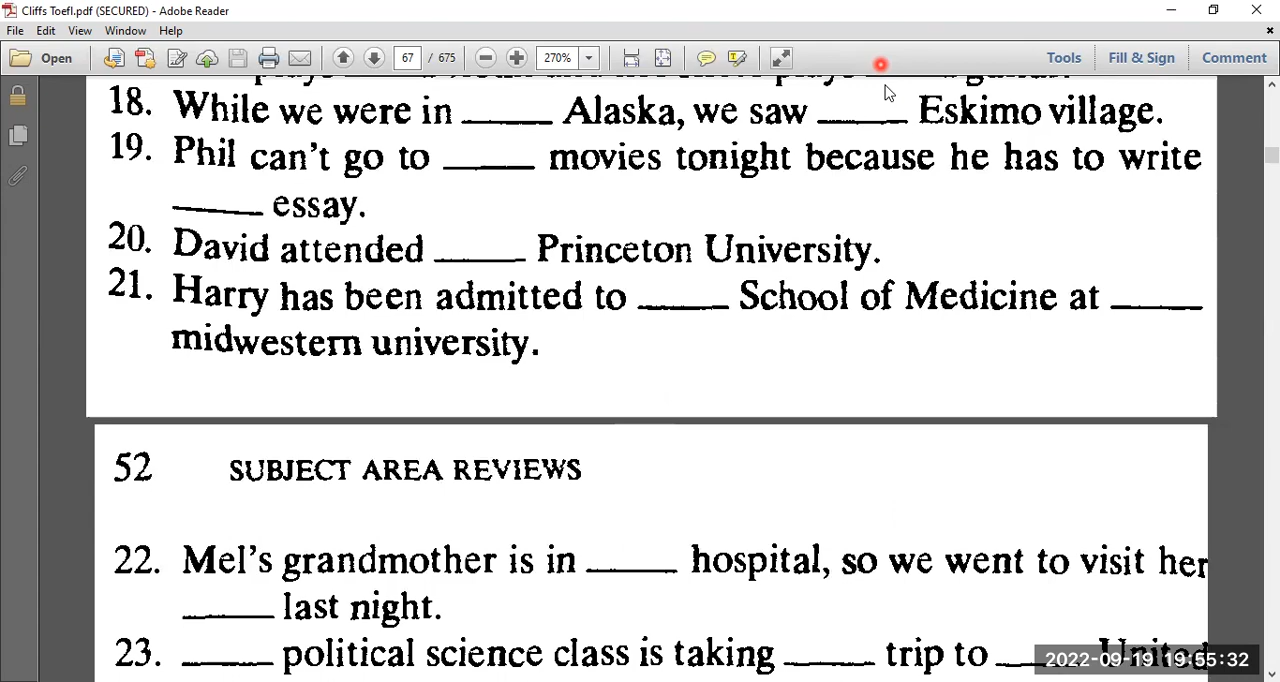 Cliffs Toefl.pdf (SECURED) - Adobe Reader
File Edit View Window Help
Open 67 / 675 270% Tools Fill & Sign Comment
18. While we were in _____ Alaska, we saw _____ Eskimo village.
19. Phil can't go to _____ movies tonight because he has to write
_____ essay.
20. David attended _____ Princeton University.
21. Harry has been admitted to _____ School of Medicine at _____
midwestern university.
52 SUBJECT AREA REVIEWS
22. Mel's grandmother is in _____ hospital, so we went to visit her
_____ last night.
23. _____ political science class is taking _____ trip to _____ United
2022-09-19 19:55:32